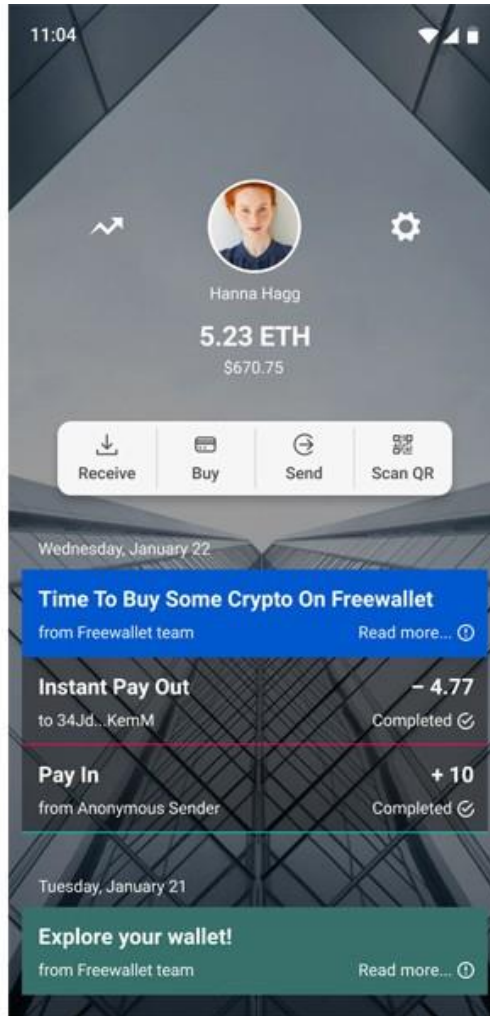 11:04
Hanna Hagg
5.23 ETH
$670.75
Receive Buy Send Scan QR
Wednesday, January 22
Time To Buy Some Crypto On Freewallet
from Freewallet team Read more...
Instant Pay Out – 4.77
to 34Jd...KemM Completed
Pay In + 10
from Anonymous Sender Completed
Tuesday, January 21
Explore your wallet!
from Freewallet team Read more...